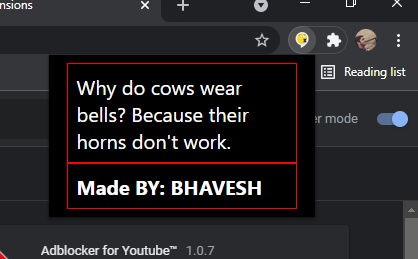 nsions
Reading list
Why do cows wear
bells? Because their
horns don't work.
er mode
Made BY: BHAVESH
Adblocker for Youtube™ 1.0.7